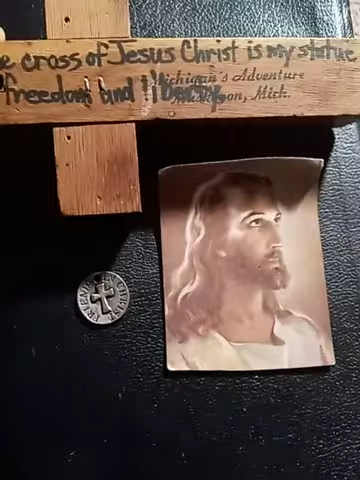 e cross of Jesus Christ is my statue
freedom and liberty
Michigan's Adventure
Muskegon, Mich.